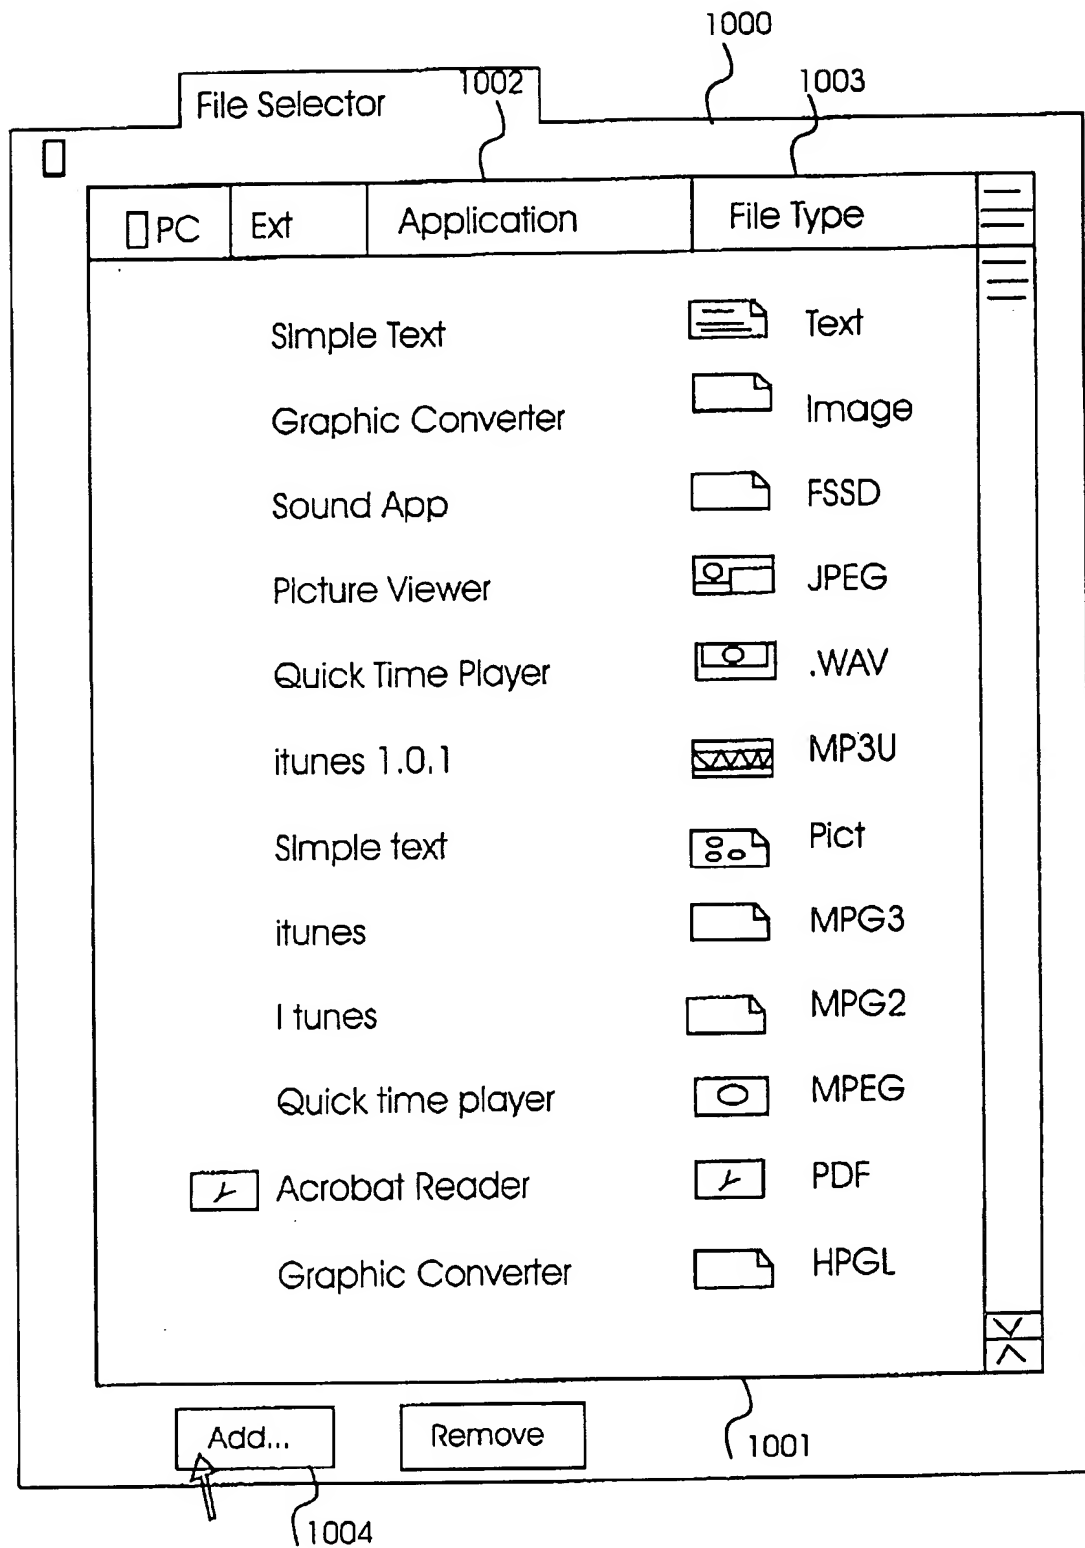 1000
File Selector 1002 1003
PC Ext Application File Type
Simple Text Text
Graphic Converter Image
Sound App FSSD
Picture Viewer JPEG
Quick Time Player .WAV
itunes 1.0.1 MP3U
Simple text Pict
itunes MPG3
I tunes MPG2
Quick time player MPEG
Acrobat Reader PDF
Graphic Converter HPGL
Add... Remove 1001
1004